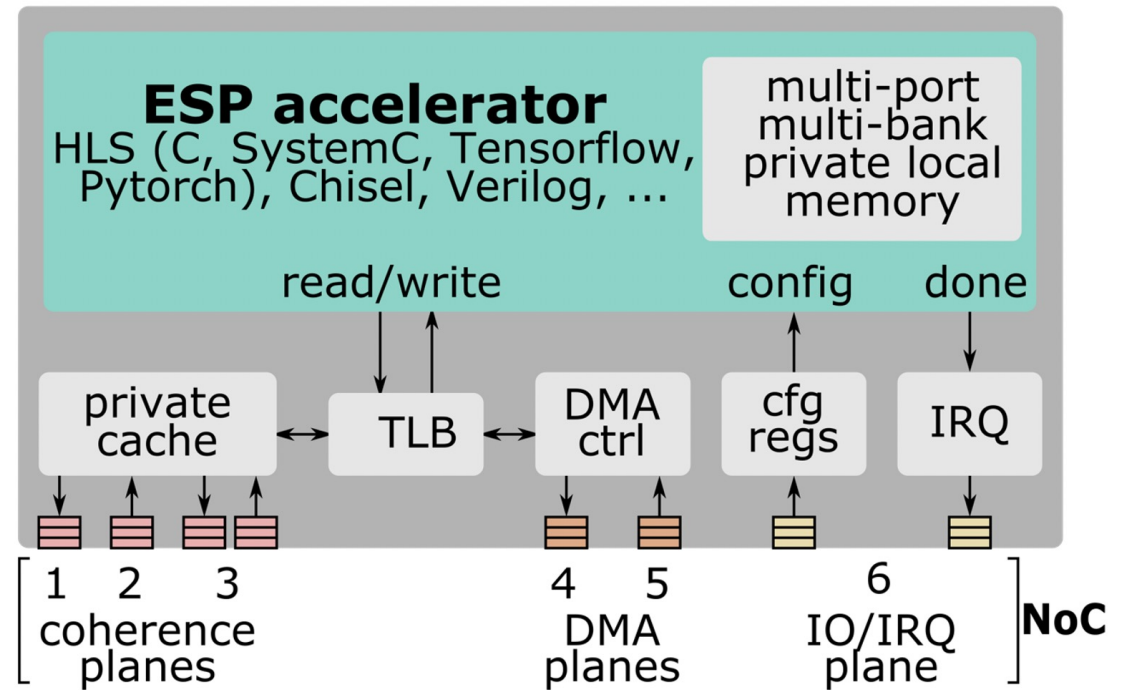 ESP accelerator
HLS (C, SystemC, Tensorflow,
Pytorch), Chisel, Verilog, ...
multi-port
multi-bank
private local
memory
read/write
config
done
private
cache
TLB
DMA
ctrl
cfg
regs
IRQ
1 2 3
coherence
planes
4 5
DMA
planes
6
IO/IRQ
plane
NoC